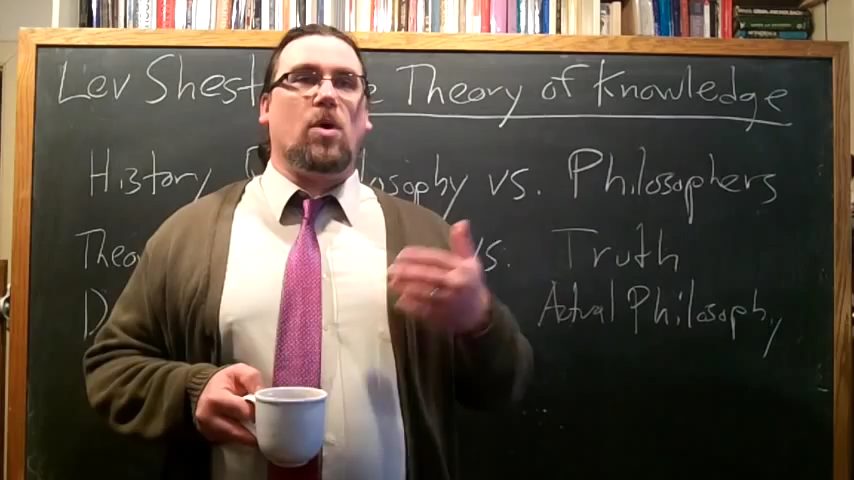 Lev Shest e Theory of Knowledge
History losophy vs. Philosophers
Theo vs. Truth
D Actual Philosophy